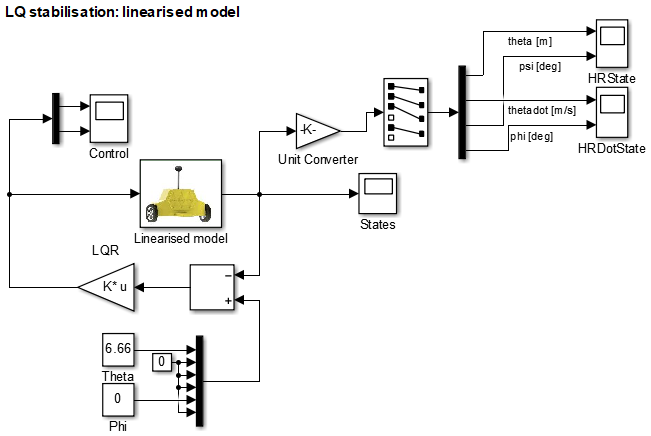 LQ stabilisation: linearised model
theta [m]
psi [deg]
HRState
thetadot [m/s]
phi [deg]
HRDotState
Control
-K-
Unit Converter
Linearised model
States
LQR
K* u
−
+
6.66
0
Theta
0
Phi